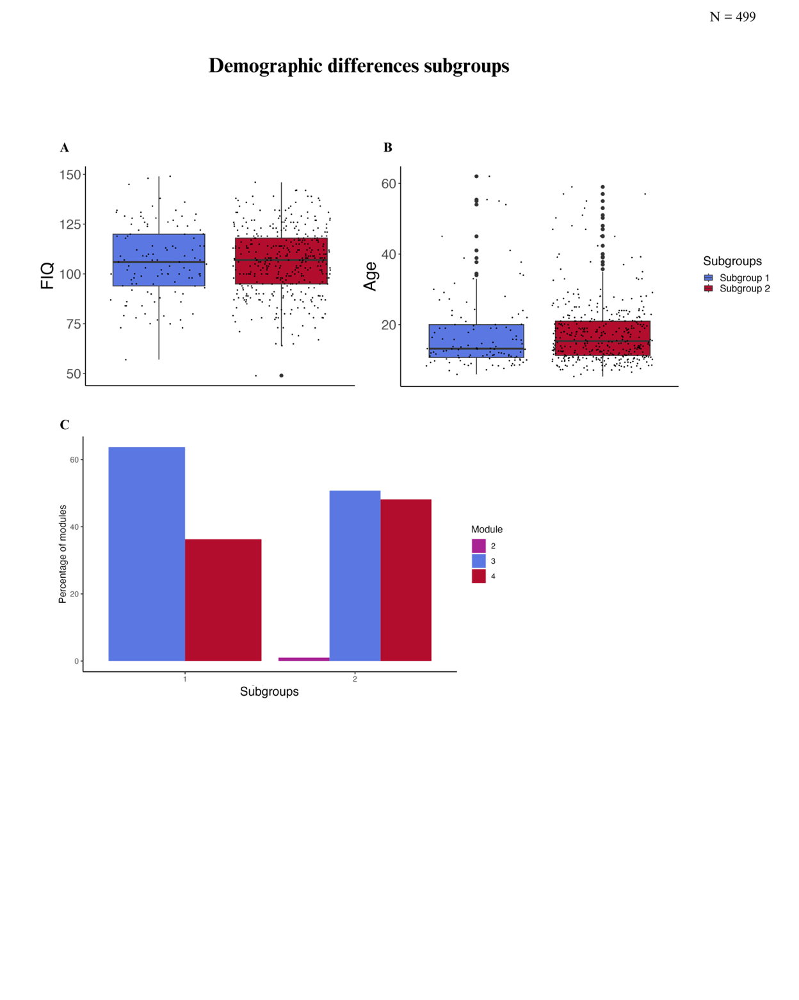 N = 499
Demographic differences subgroups
A
B
150
125
100
75
50
FIQ
60
40
20
Age
Subgroups
Subgroup 1
Subgroup 2
C
60
40
20
0
Percentage of modules
1
2
Subgroups
Module
2
3
4